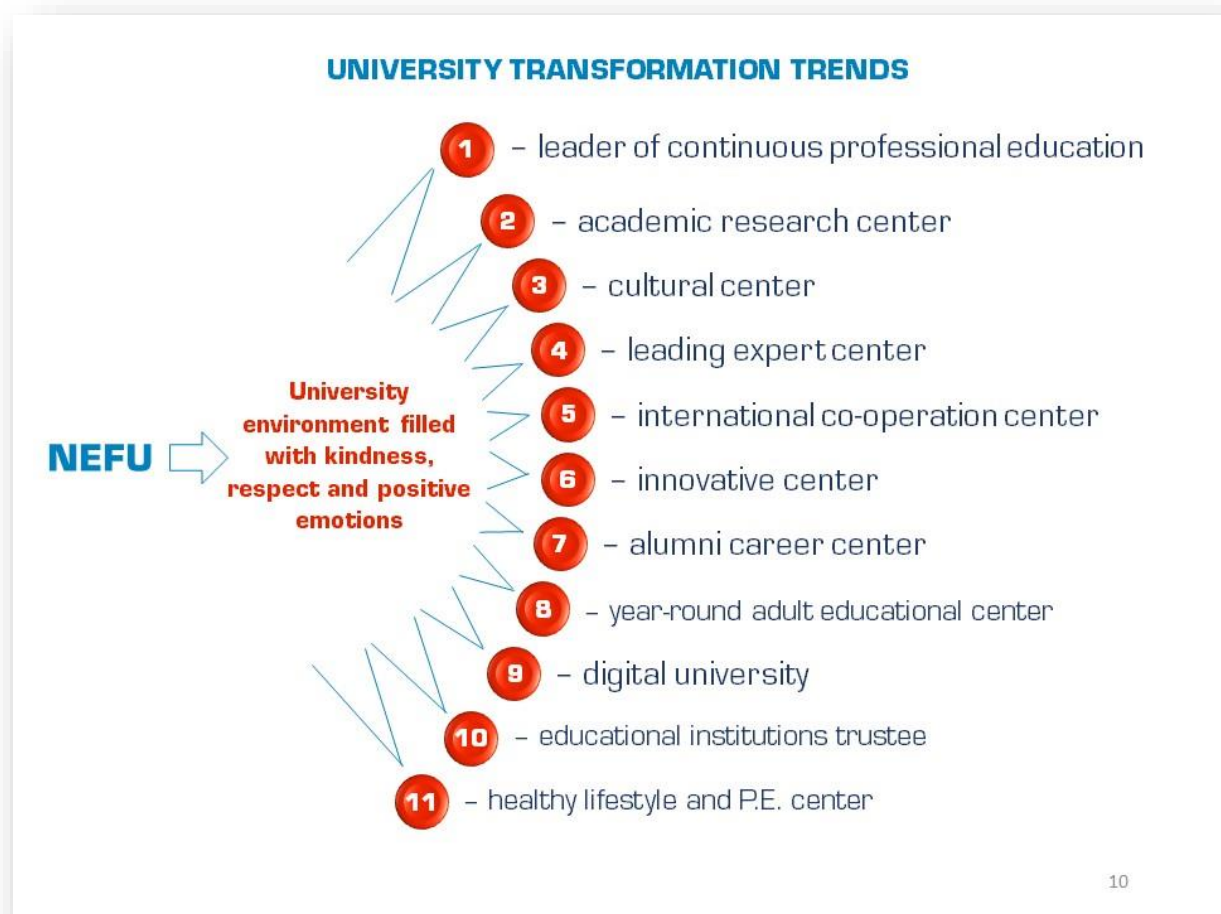 UNIVERSITY TRANSFORMATION TRENDS
1 – leader of continuous professional education
2 – academic research center
3 – cultural center
4 – leading expert center
5 – international co-operation center
6 – innovative center
7 – alumni career center
8 – year-round adult educational center
9 – digital university
10 – educational institutions trustee
11 – healthy lifestyle and P.E. center
NEFU
University
environment filled
with kindness,
respect and positive
emotions
10